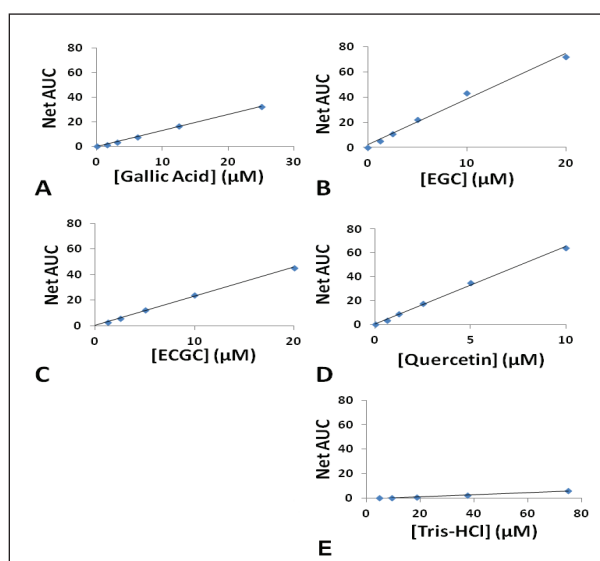 80
60
40
20
0
Net AUC
0 10 20 30
A
[Gallic Acid] (μM)
80
60
40
20
0
Net AUC
0 10 20
B
[EGC] (μM)
80
60
40
20
0
Net AUC
0 10 20
C
[ECGC] (μM)
80
60
40
20
0
Net AUC
0 5 10
D
[Quercetin] (μM)
80
60
40
20
0
Net AUC
0 20 40 60 80
[Tris-HCl] (μM)
E